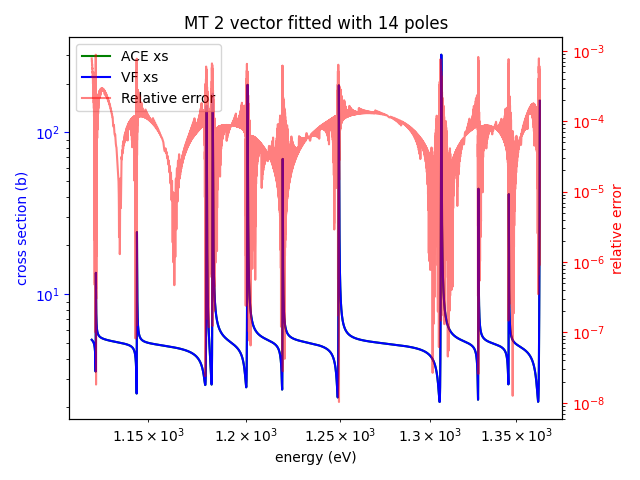 MT 2 vector fitted with 14 poles
ACE xs
VF xs
Relative error
cross section (b)
10²
10¹
relative error
10⁻³
10⁻⁴
10⁻⁵
10⁻⁶
10⁻⁷
10⁻⁸
1.15 × 10³ 1.2 × 10³ 1.25 × 10³ 1.3 × 10³ 1.35 × 10³
energy (eV)